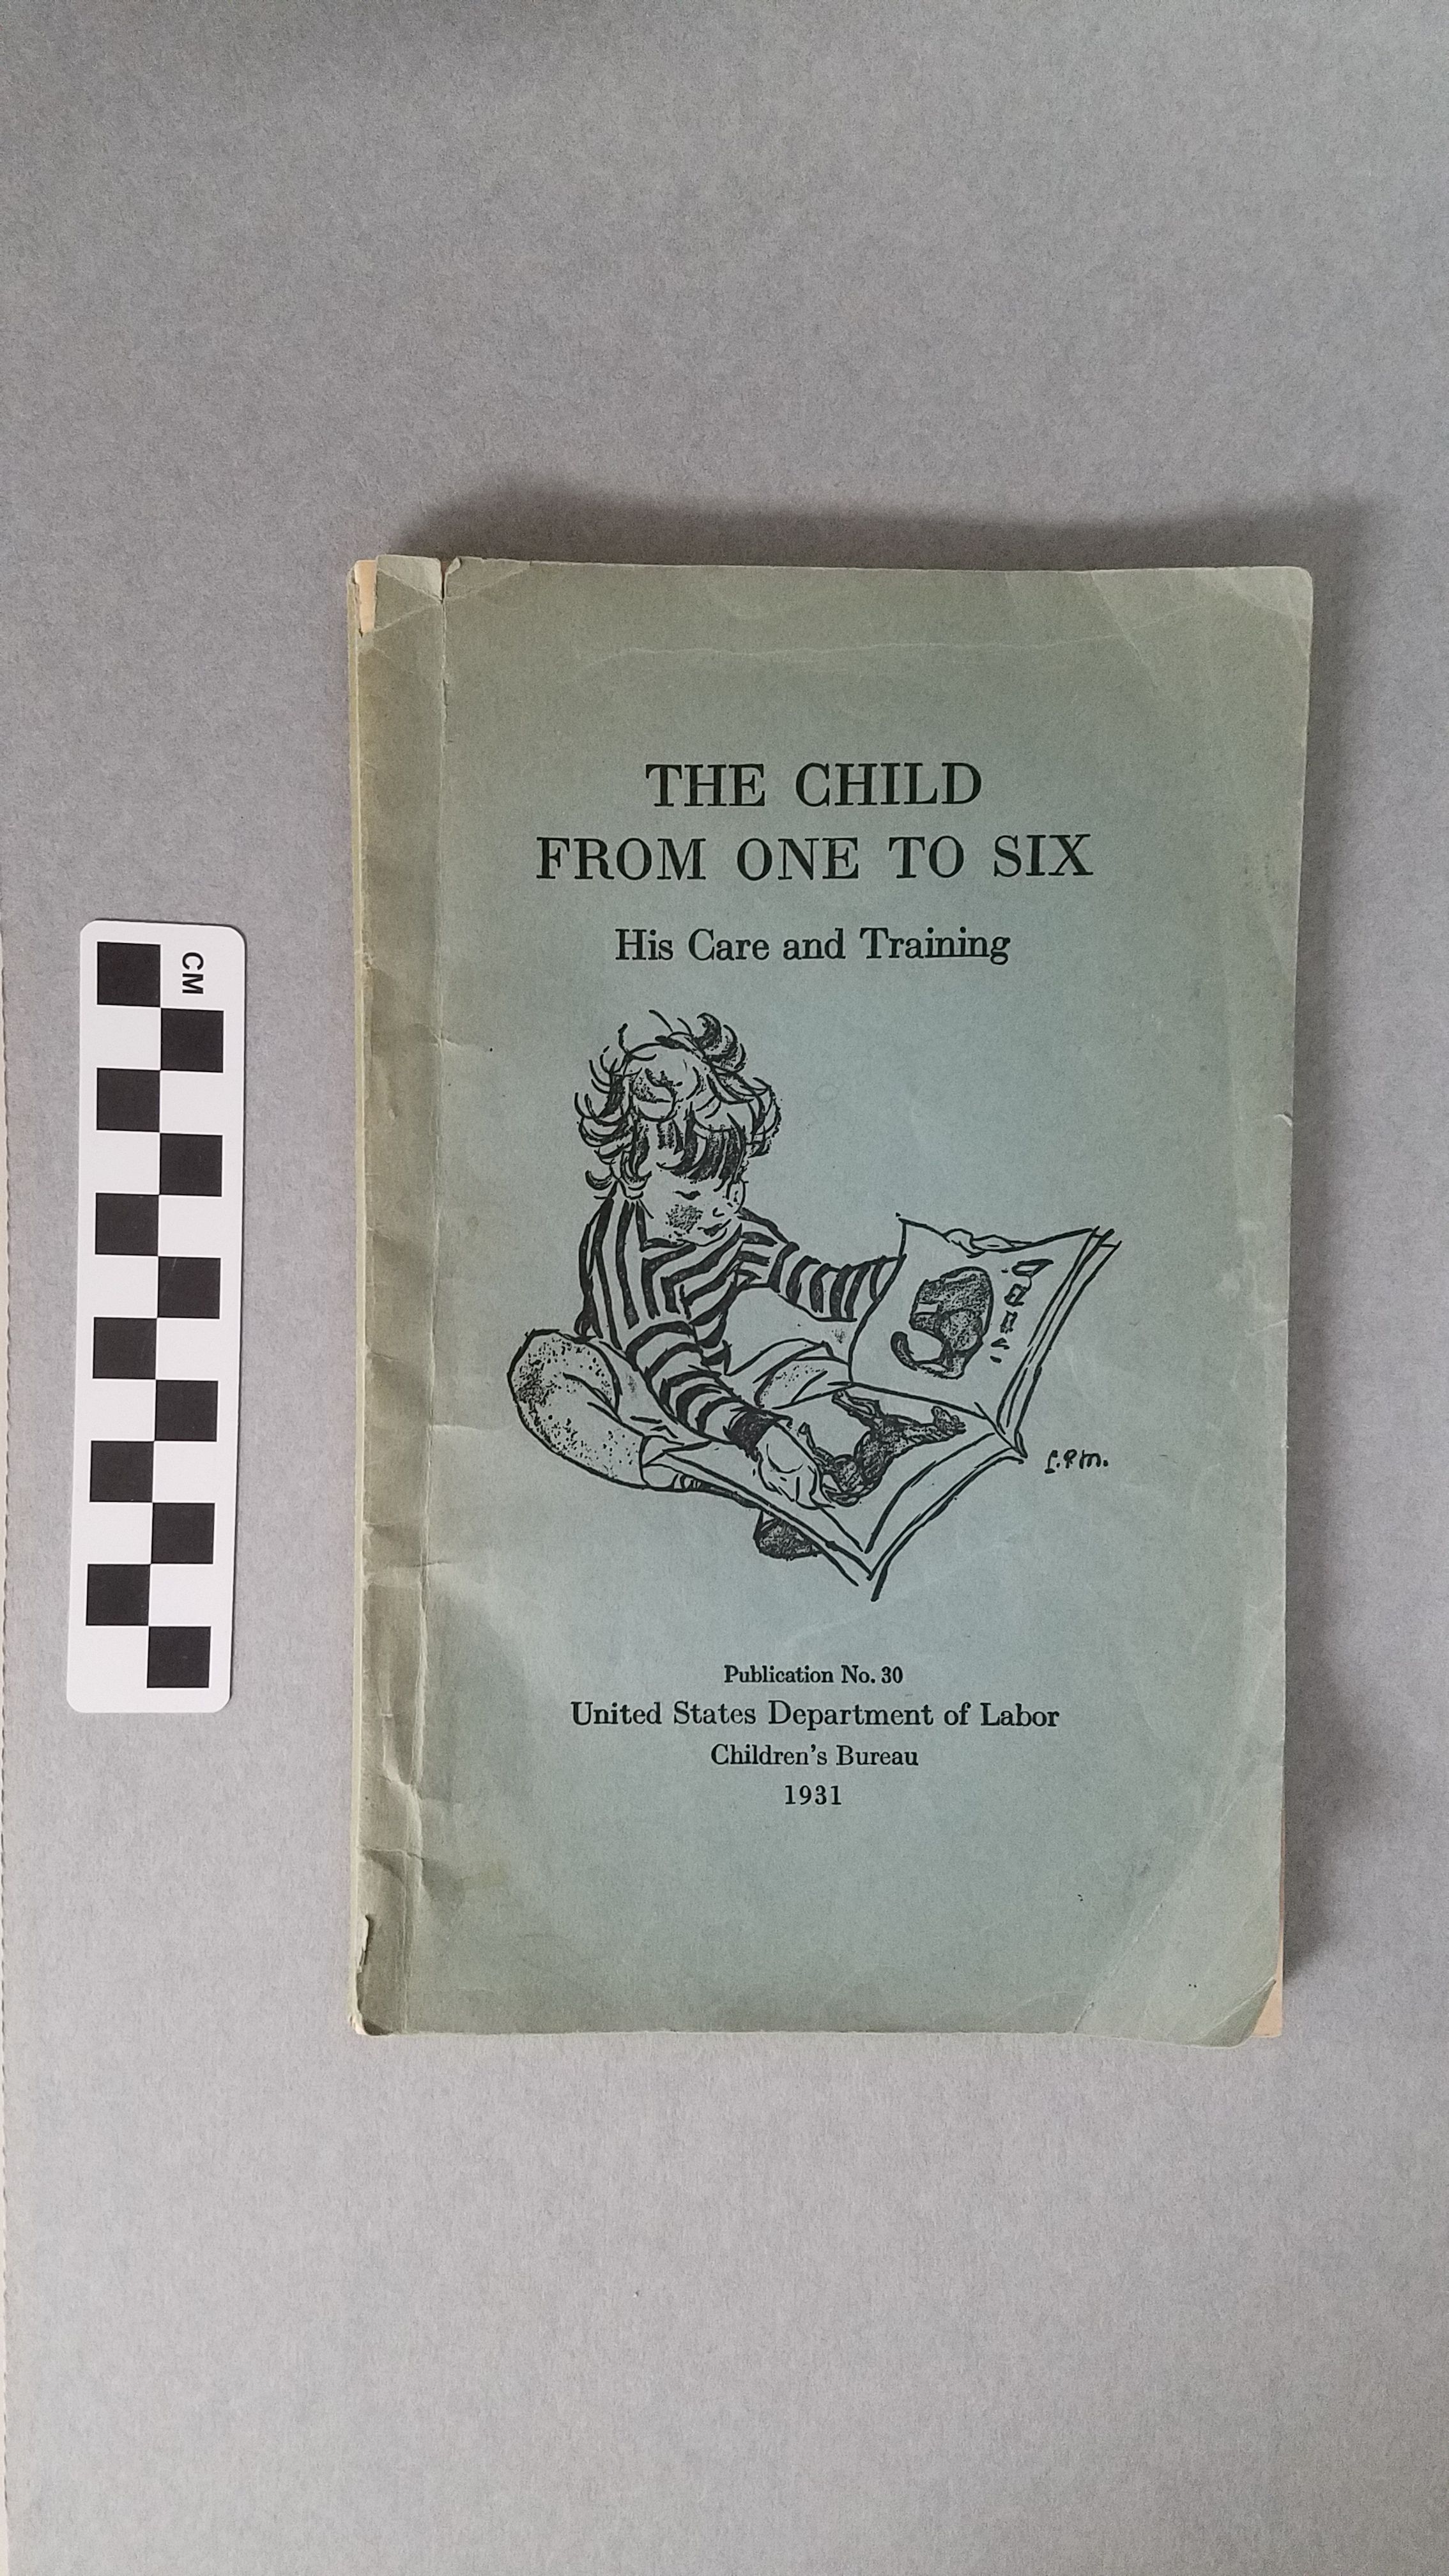 THE CHILD
FROM ONE TO SIX
His Care and Training
Publication No. 30
United States Department of Labor
Children's Bureau
1931
CM